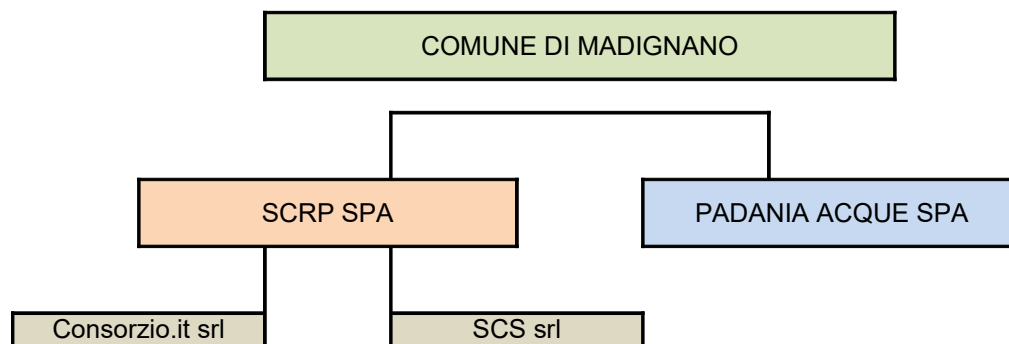 COMUNE DI MADIGNANO
SCRP SPA
PADANIA ACQUE SPA
Consorzio.it srl
SCS srl